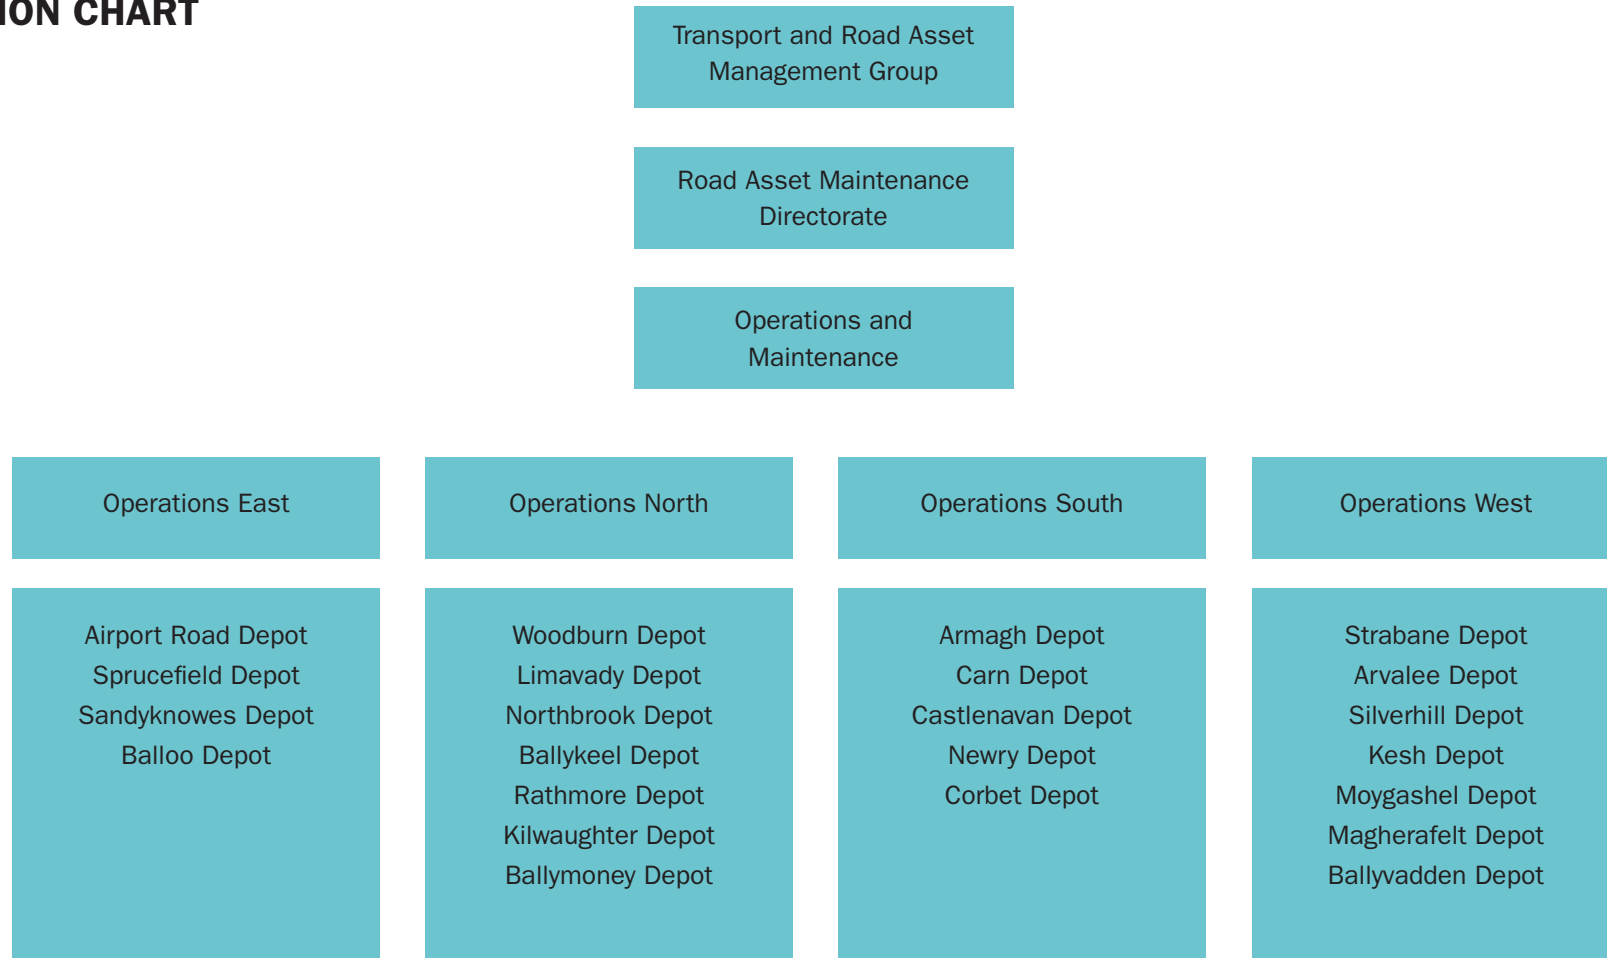 ION CHART
Transport and Road Asset
Management Group
Road Asset Maintenance
Directorate
Operations and
Maintenance
Operations East
Operations North
Operations South
Operations West
Airport Road Depot
Sprucefield Depot
Sandyknowes Depot
Balloo Depot
Woodburn Depot
Limavady Depot
Northbrook Depot
Ballykeel Depot
Rathmore Depot
Kilwaughter Depot
Ballymoney Depot
Armagh Depot
Carn Depot
Castlenavan Depot
Newry Depot
Corbet Depot
Strabane Depot
Arvalee Depot
Silverhill Depot
Kesh Depot
Moygashel Depot
Magherafelt Depot
Ballyvadden Depot